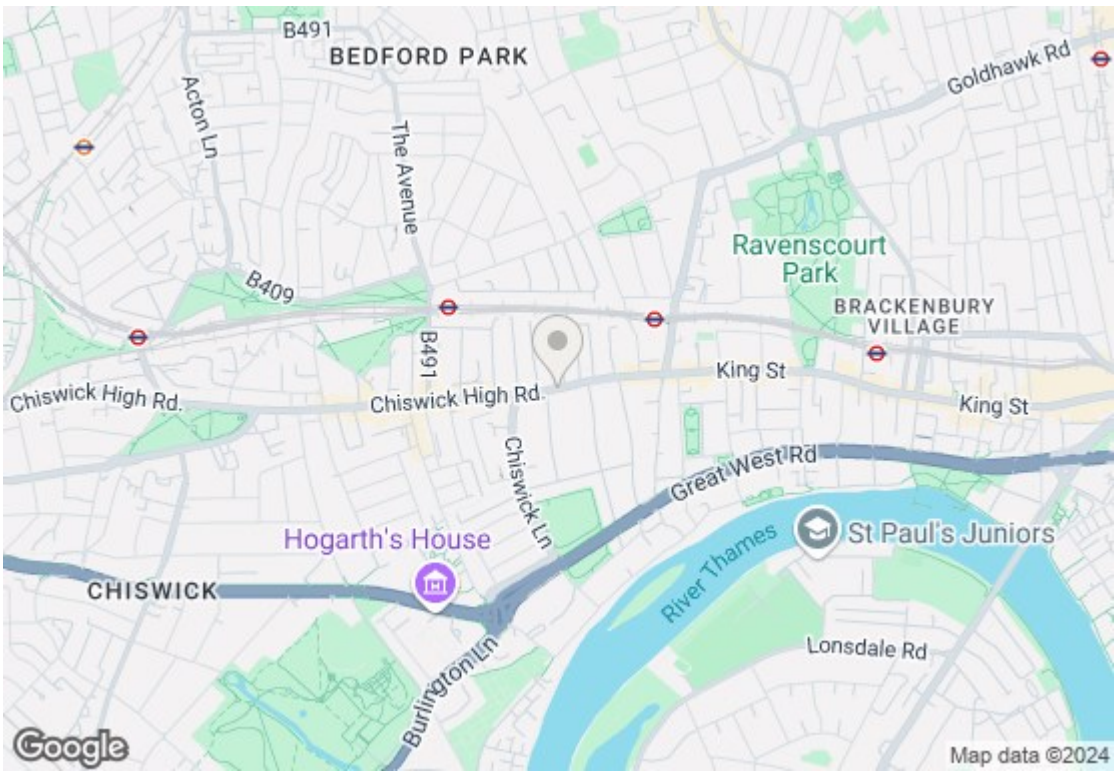 B491
BEDFORD PARK
Goldhawk Rd
Acton Ln
The Avenue
Ravenscourt
Park
B409
BRACKENBURY
VILLAGE
B491
King St
Chiswick High Rd.
Chiswick High Rd.
King St
Chiswick Ln
Great West Rd
Hogarth's House
St Paul's Juniors
River Thames
CHISWICK
Lonsdale Rd
Burlington Ln
Google
Map data ©2024